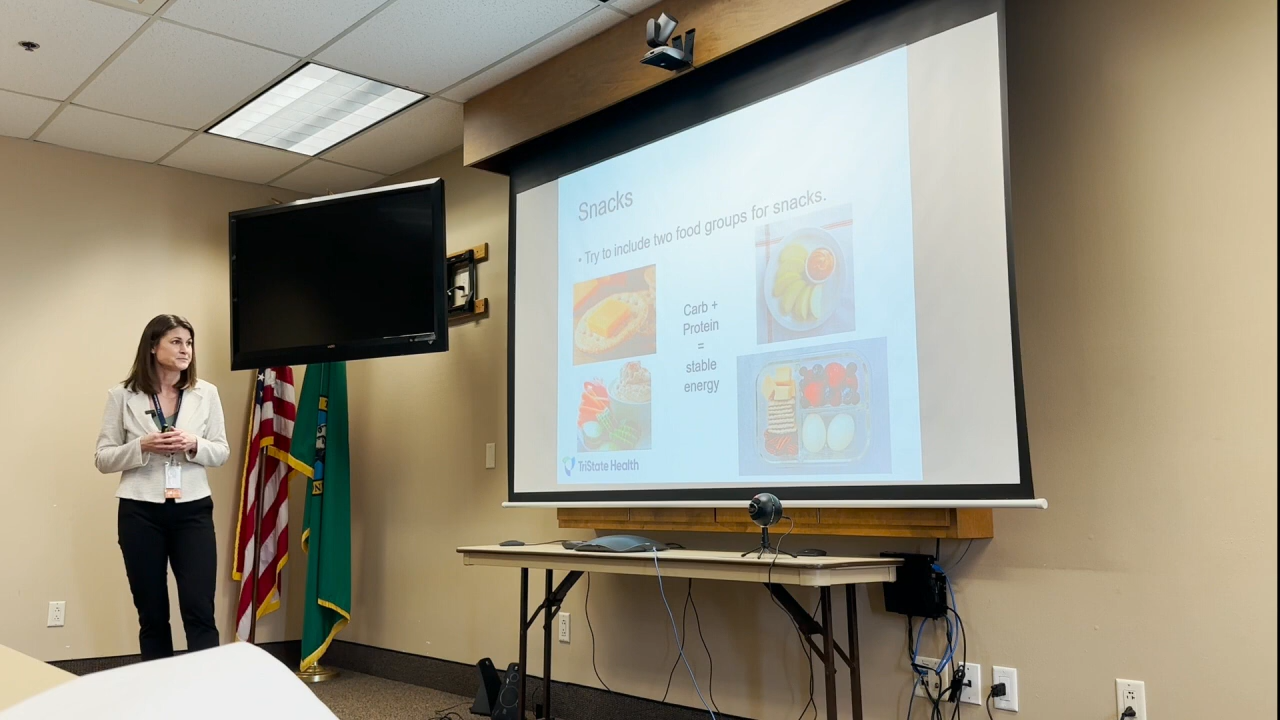 Snacks
• Try to include two food groups for snacks.
Carb +
Protein
=
stable
energy
TriState Health